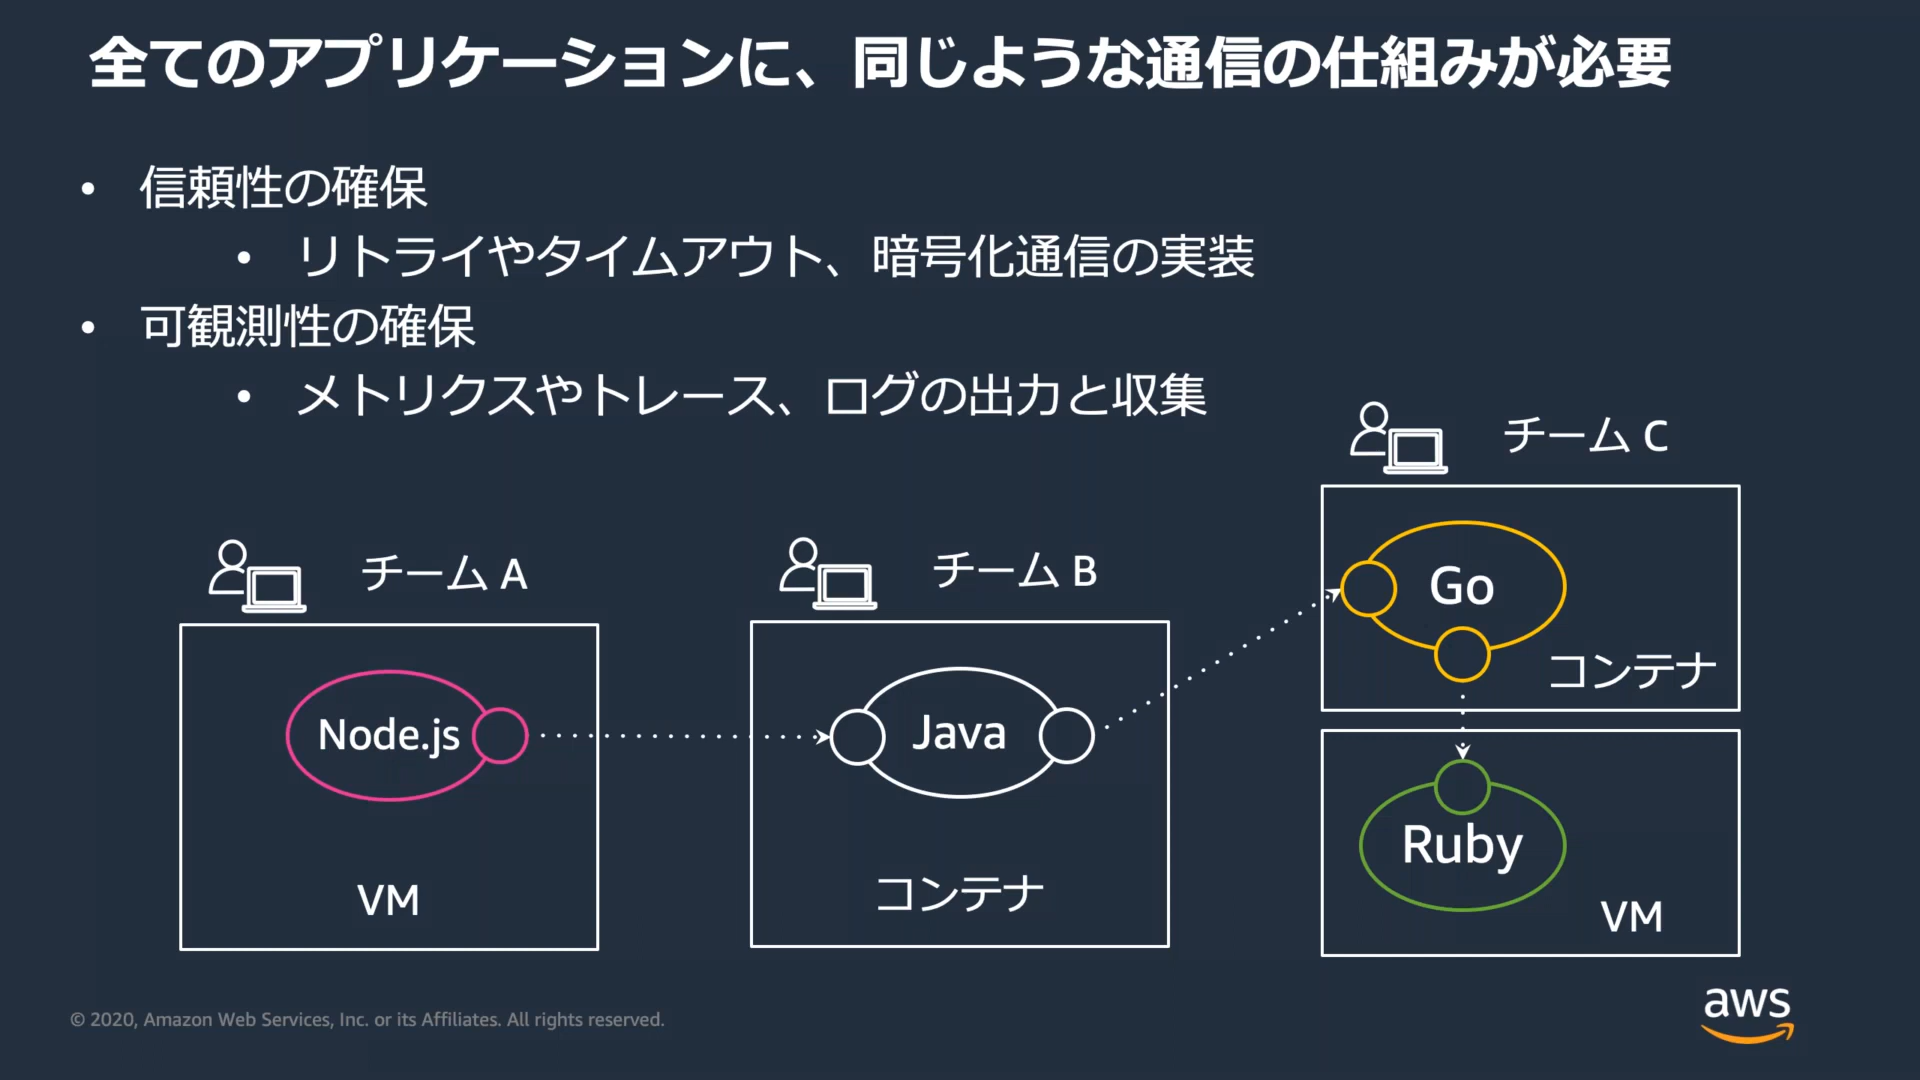 全てのアプリケーションに、同じような通信の仕組みが必要
• 信頼性の確保
• リトライやタイムアウト、暗号化通信の実装
• 可観測性の確保
• メトリクスやトレース、ログの出力と収集
チーム A
Node.js
VM
チーム B
Java
コンテナ
チーム C
Go
コンテナ
Ruby
VM
© 2020, Amazon Web Services, Inc. or its Affiliates. All rights reserved.
aws